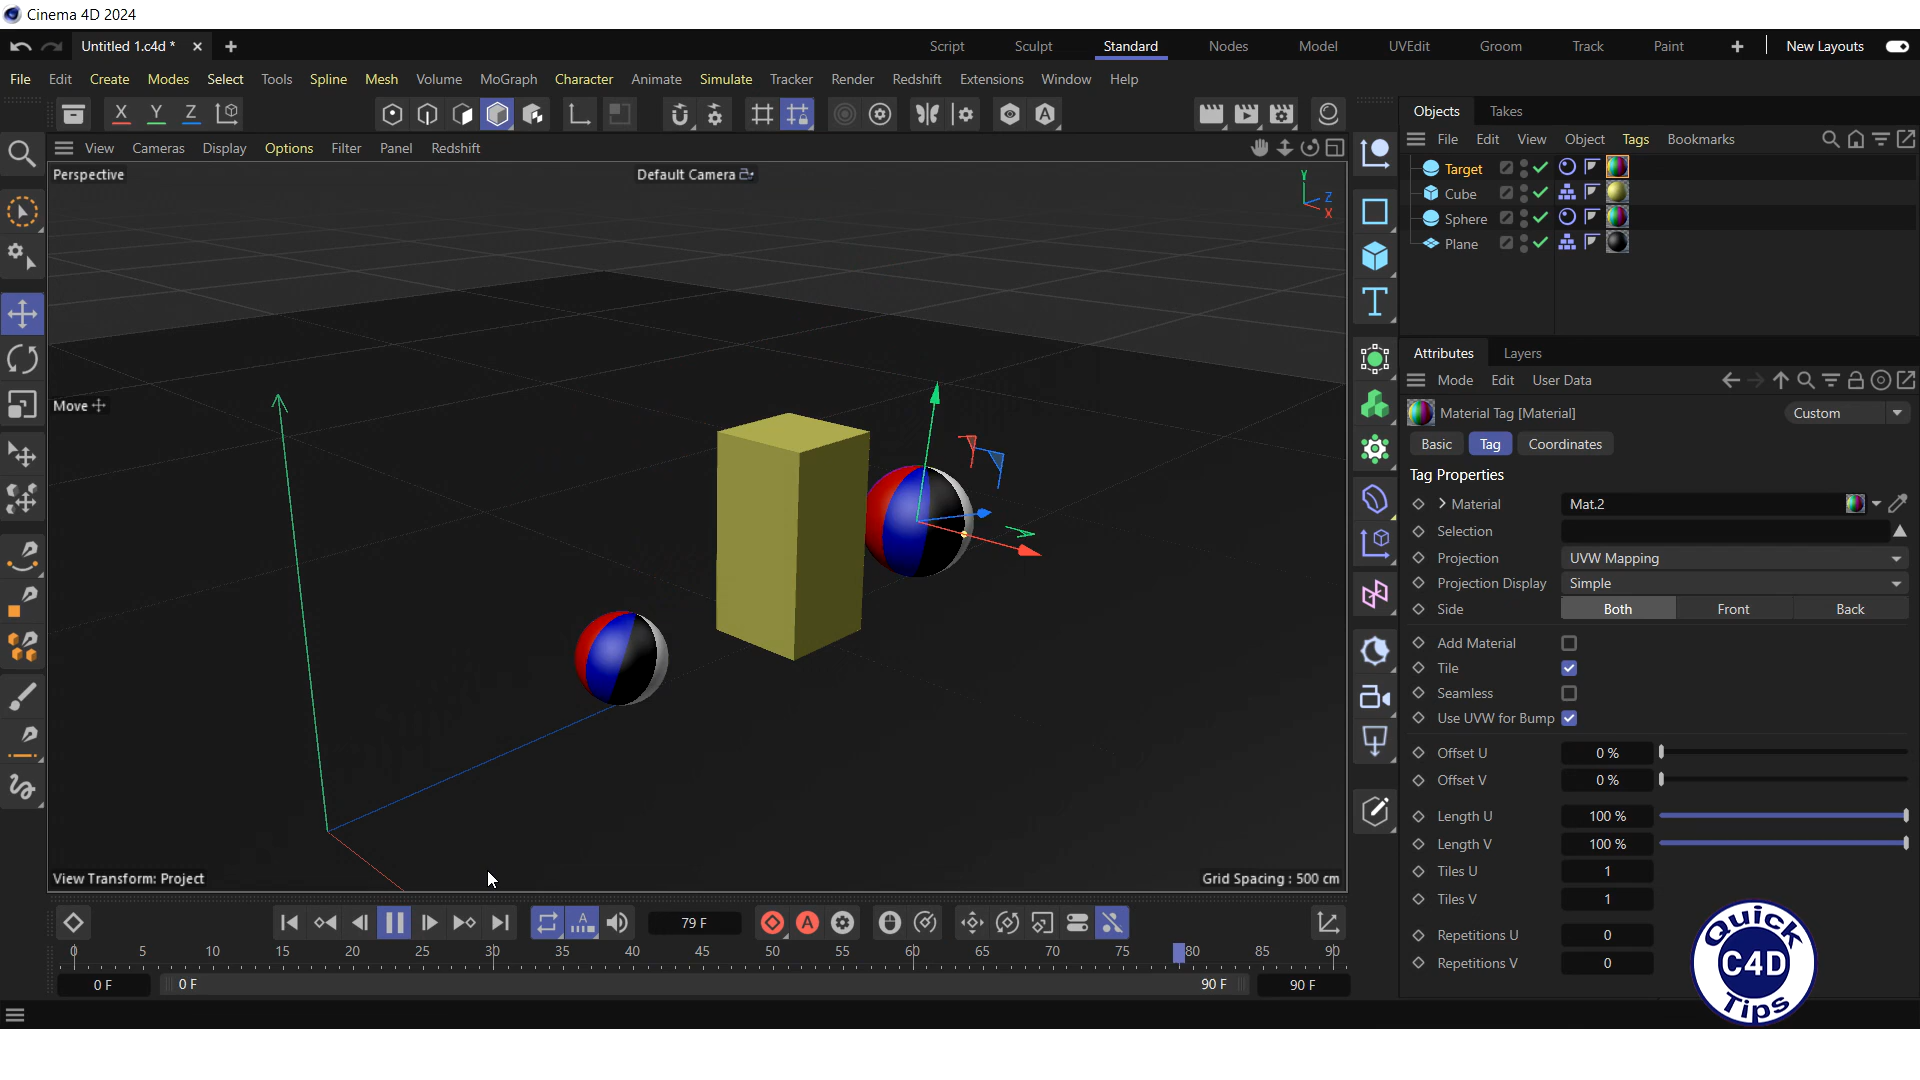 Cinema 4D 2024
Untitled 1.c4d *
Script Sculpt Standard Nodes Model UVEdit Groom Track Paint New Layouts
File Edit Create Modes Select Tools Spline Mesh Volume MoGraph Character Animate Simulate Tracker Render Redshift Extensions Window Help
X Y Z
Objects Takes
View Cameras Display Options Filter Panel Redshift
File Edit View Object Tags Bookmarks
Perspective
Default Camera
Y
Z
X
Target
Cube
Sphere
Plane
Attributes Layers
Mode Edit User Data
Move
Material Tag [Material]
Custom
Basic Tag Coordinates
Tag Properties
Material Mat.2
Selection
Projection UVW Mapping
Projection Display Simple
Side Both Front Back
Add Material
Tile
Seamless
Use UVW for Bump
Offset U 0 %
Offset V 0 %
Length U 100 %
Length V 100 %
Tiles U 1
Tiles V 1
Repetitions U 0
Repetitions V 0
View Transform: Project
Grid Spacing : 500 cm
79 F
0 5 10 15 20 25 30 35 40 45 50 55 60 65 70 75 80 85 90
0 F 0 F 90 F 90 F
Quick
C4D
Tips